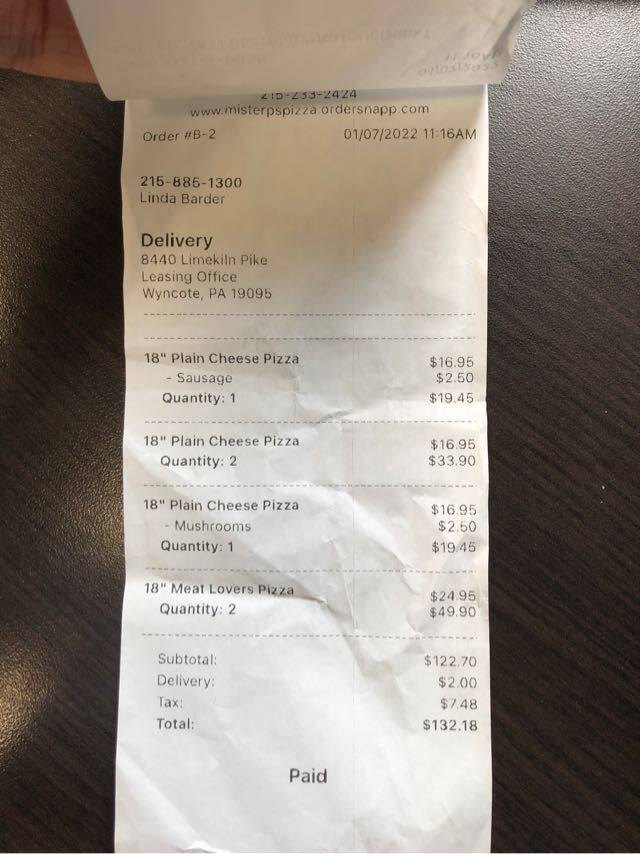 215-233-2424
www.misterpspizza.ordersnapp.com
Order #B-2 01/07/2022 11:16AM
215-885-1300
Linda Barder
Delivery
8440 Limekiln Pike
Leasing Office
Wyncote, PA 19095
18" Plain Cheese Pizza $16.95
- Sausage $2.50
Quantity: 1 $19.45
18" Plain Cheese Pizza $16.95
Quantity: 2 $33.90
18" Plain Cheese Pizza $16.95
- Mushrooms $2.50
Quantity: 1 $19.45
18" Meat Lovers Pizza $24.95
Quantity: 2 $49.90
Subtotal: $122.70
Delivery: $2.00
Tax: $7.48
Total: $132.18
Paid